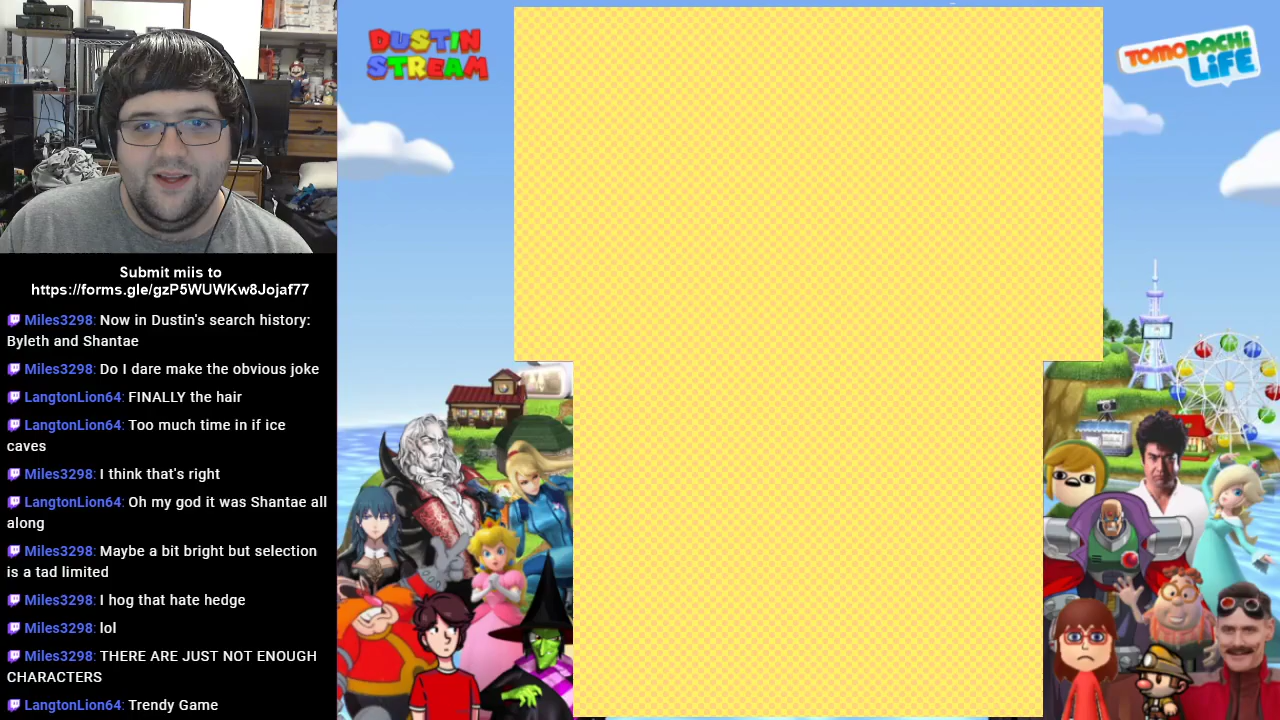 DUSTIN
STREAM
TOMODACHI
LIFE
Submit miis to
https://forms.gle/gzP5WUWKw8Jojaf77
Miles3298: Now in Dustin's search history:
Byleth and Shantae
Miles3298: Do I dare make the obvious joke
LangtonLion64: FINALLY the hair
LangtonLion64: Too much time in if ice
caves
Miles3298: I think that's right
LangtonLion64: Oh my god it was Shantae all
along
Miles3298: Maybe a bit bright but selection
is a tad limited
Miles3298: I hog that hate hedge
Miles3298: lol
Miles3298: THERE ARE JUST NOT ENOUGH
CHARACTERS
LangtonLion64: Trendy Game